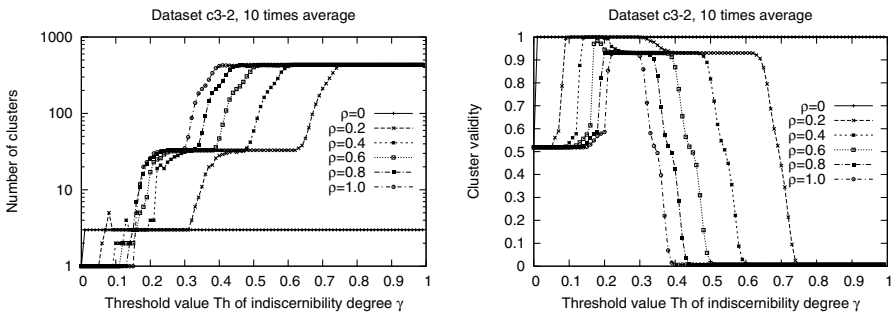 Dataset c3-2, 10 times average
1000
100
10
1
Number of clusters
ρ=0
ρ=0.2
ρ=0.4
ρ=0.6
ρ=0.8
ρ=1.0
0 0.1 0.2 0.3 0.4 0.5 0.6 0.7 0.8 0.9 1
Threshold value Th of indiscernibility degree γ
Dataset c3-2, 10 times average
1
0.9
0.8
0.7
0.6
0.5
0.4
0.3
0.2
0.1
0
Cluster validity
ρ=0
ρ=0.2
ρ=0.4
ρ=0.6
ρ=0.8
ρ=1.0
0 0.1 0.2 0.3 0.4 0.5 0.6 0.7 0.8 0.9 1
Threshold value Th of indiscernibility degree γ